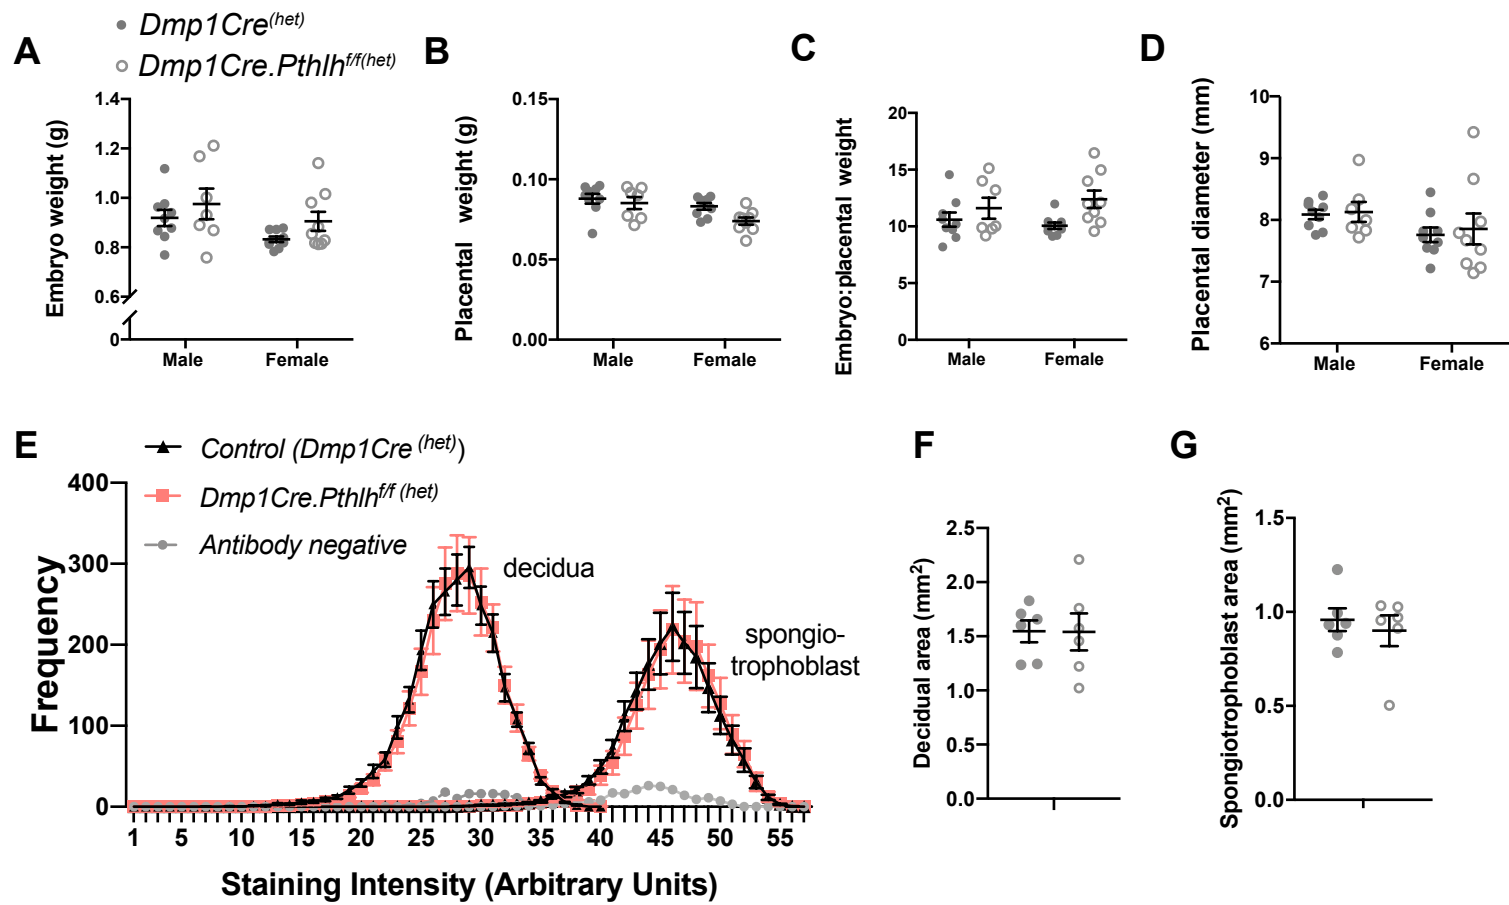 A
Dmp1Cre(het)
Dmp1Cre.Pthlhf/f(het)
Embryo weight (g)
1.4
1.2
1.0
0.8
0.6
0
Male
Female
B
Placental weight (g)
0.15
0.10
0.05
0.00
Male
Female
C
Embryo:placental weight
20
15
10
5
0
Male
Female
D
Placental diameter (mm)
10
9
8
7
6
Male
Female
E
Control (Dmp1Cre (het))
Dmp1Cre.Pthlhf/f (het)
Antibody negative
Frequency
400
300
200
100
0
decidua
spongio-
trophoblast
1 5 10 15 20 25 30 35 40 45 50 55
Staining Intensity (Arbitrary Units)
F
Decidual area (mm2)
2.5
2.0
1.5
1.0
0.5
0.0
G
Spongiotrophoblast area (mm2)
1.5
1.0
0.5
0.0